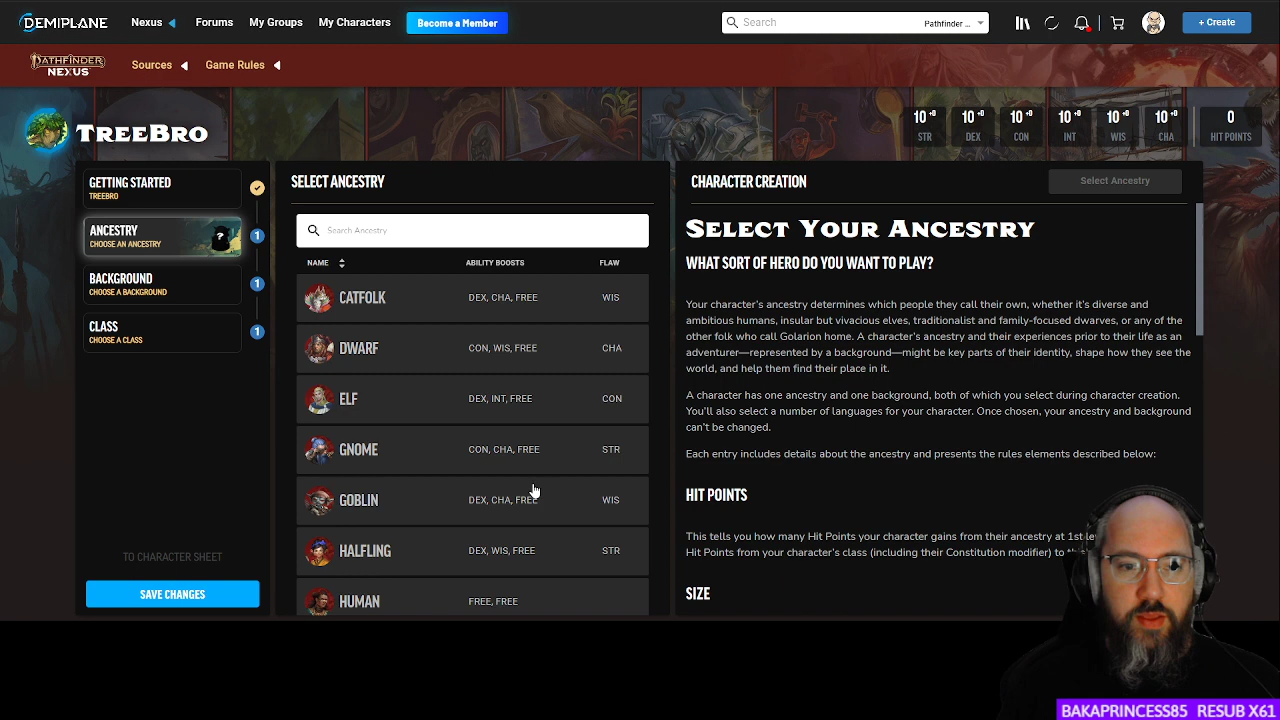 DEMIPLANE
Nexus
Forums
My Groups
My Characters
Become a Member
Search
Pathfinder ...
+ Create
PATHFINDER
NEXUS
Sources
Game Rules
TREEBRO
10 +0
STR
10 +0
DEX
10 +0
CON
10 +0
INT
10 +0
WIS
10 +0
CHA
0
HIT POINTS
GETTING STARTED
TREEBRO
ANCESTRY
CHOOSE AN ANCESTRY
?
1
BACKGROUND
CHOOSE A BACKGROUND
1
CLASS
CHOOSE A CLASS
1
TO CHARACTER SHEET
SAVE CHANGES
SELECT ANCESTRY
Search Ancestry
NAME ABILITY BOOSTS FLAW
CATFOLK DEX, CHA, FREE WIS
DWARF CON, WIS, FREE CHA
ELF DEX, INT, FREE CON
GNOME CON, CHA, FREE STR
GOBLIN DEX, CHA, FREE WIS
HALFLING DEX, WIS, FREE STR
HUMAN FREE, FREE
CHARACTER CREATION
Select Ancestry
SELECT YOUR ANCESTRY
WHAT SORT OF HERO DO YOU WANT TO PLAY?
Your character's ancestry determines which people they call their own, whether it's diverse and
ambitious humans, insular but vivacious elves, traditionalist and family-focused dwarves, or any of the
other folk who call Golarion home. A character's ancestry and their experiences prior to their life as an
adventurer—represented by a background—might be key parts of their identity, shape how they see the
world, and help them find their place in it.
A character has one ancestry and one background, both of which you select during character creation.
You'll also select a number of languages for your character. Once chosen, your ancestry and background
can't be changed.
Each entry includes details about the ancestry and presents the rules elements described below:
HIT POINTS
This tells you how many Hit Points your character gains from their ancestry at 1st
Hit Points from your character's class (including their Constitution modifier) to
SIZE
BAKAPRINCESS85 RESUB X61